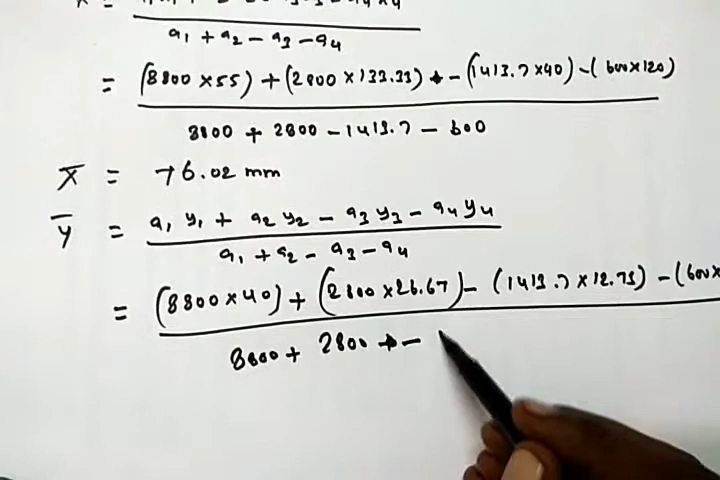 a1 + a2 - a3 - a4
= (8800 × 55) + (2800 × 133.33) - (1413.7 × 40) - (600 × 120)
8800 + 2800 - 1413.7 - 600
X̅ = 76.02 mm
Y̅ = a1 y1 + a2 y2 - a3 y3 - a4 y4
a1 + a2 - a3 - a4
= (8800 × 40) + (2800 × 26.67) - (1413.7 × 12.73) - (600 ×
8800 + 2800 -